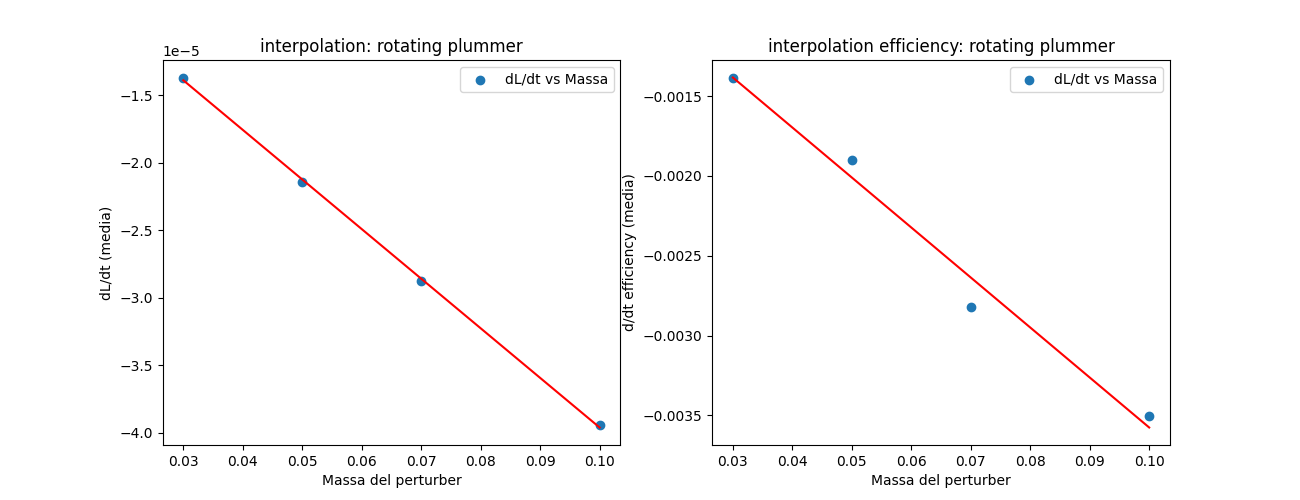 interpolation: rotating plummer
1e−5
dL/dt vs Massa
−1.5
−2.0
−2.5
−3.0
−3.5
−4.0
dL/dt (media)
0.03 0.04 0.05 0.06 0.07 0.08 0.09 0.10
Massa del perturber
interpolation efficiency: rotating plummer
dL/dt vs Massa
−0.0015
−0.0020
−0.0025
−0.0030
−0.0035
d/dt efficiency (media)
0.03 0.04 0.05 0.06 0.07 0.08 0.09 0.10
Massa del perturber